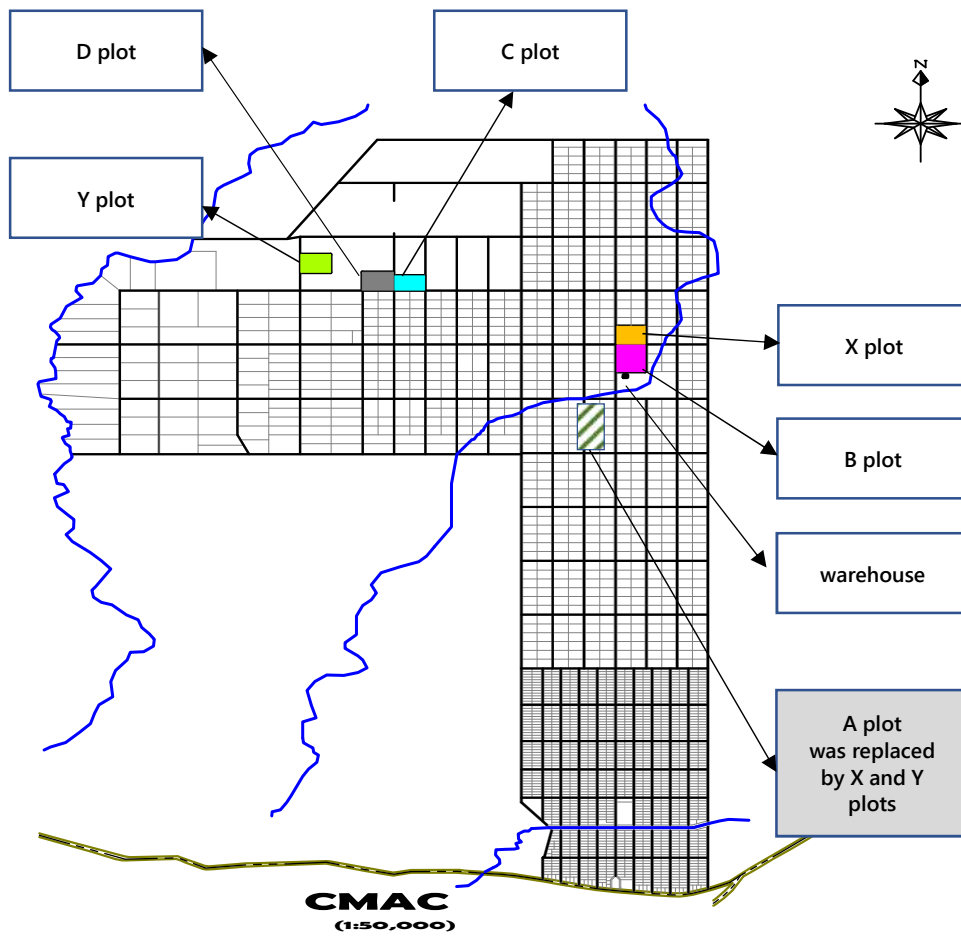 D plot
C plot
Z
Y plot
X plot
B plot
warehouse
A plot
was replaced
by X and Y
plots
CMAC
(1:50,000)